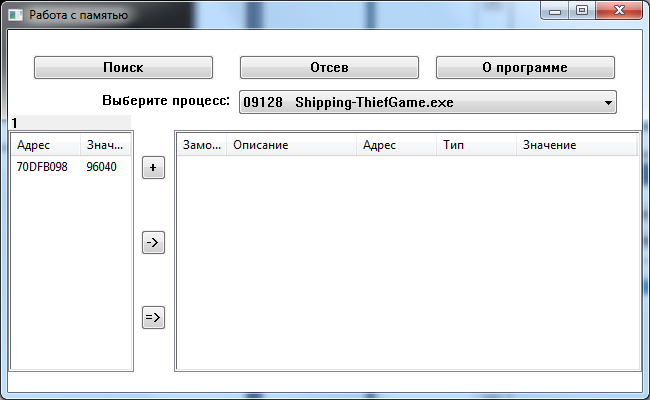 Работа с памятью
Поиск Отсев О программе
Выберите процесс: 09128 Shipping-ThiefGame.exe
1
Адрес Знач... Замо... Описание Адрес Тип Значение
70DFB098 96040 +
->
=>